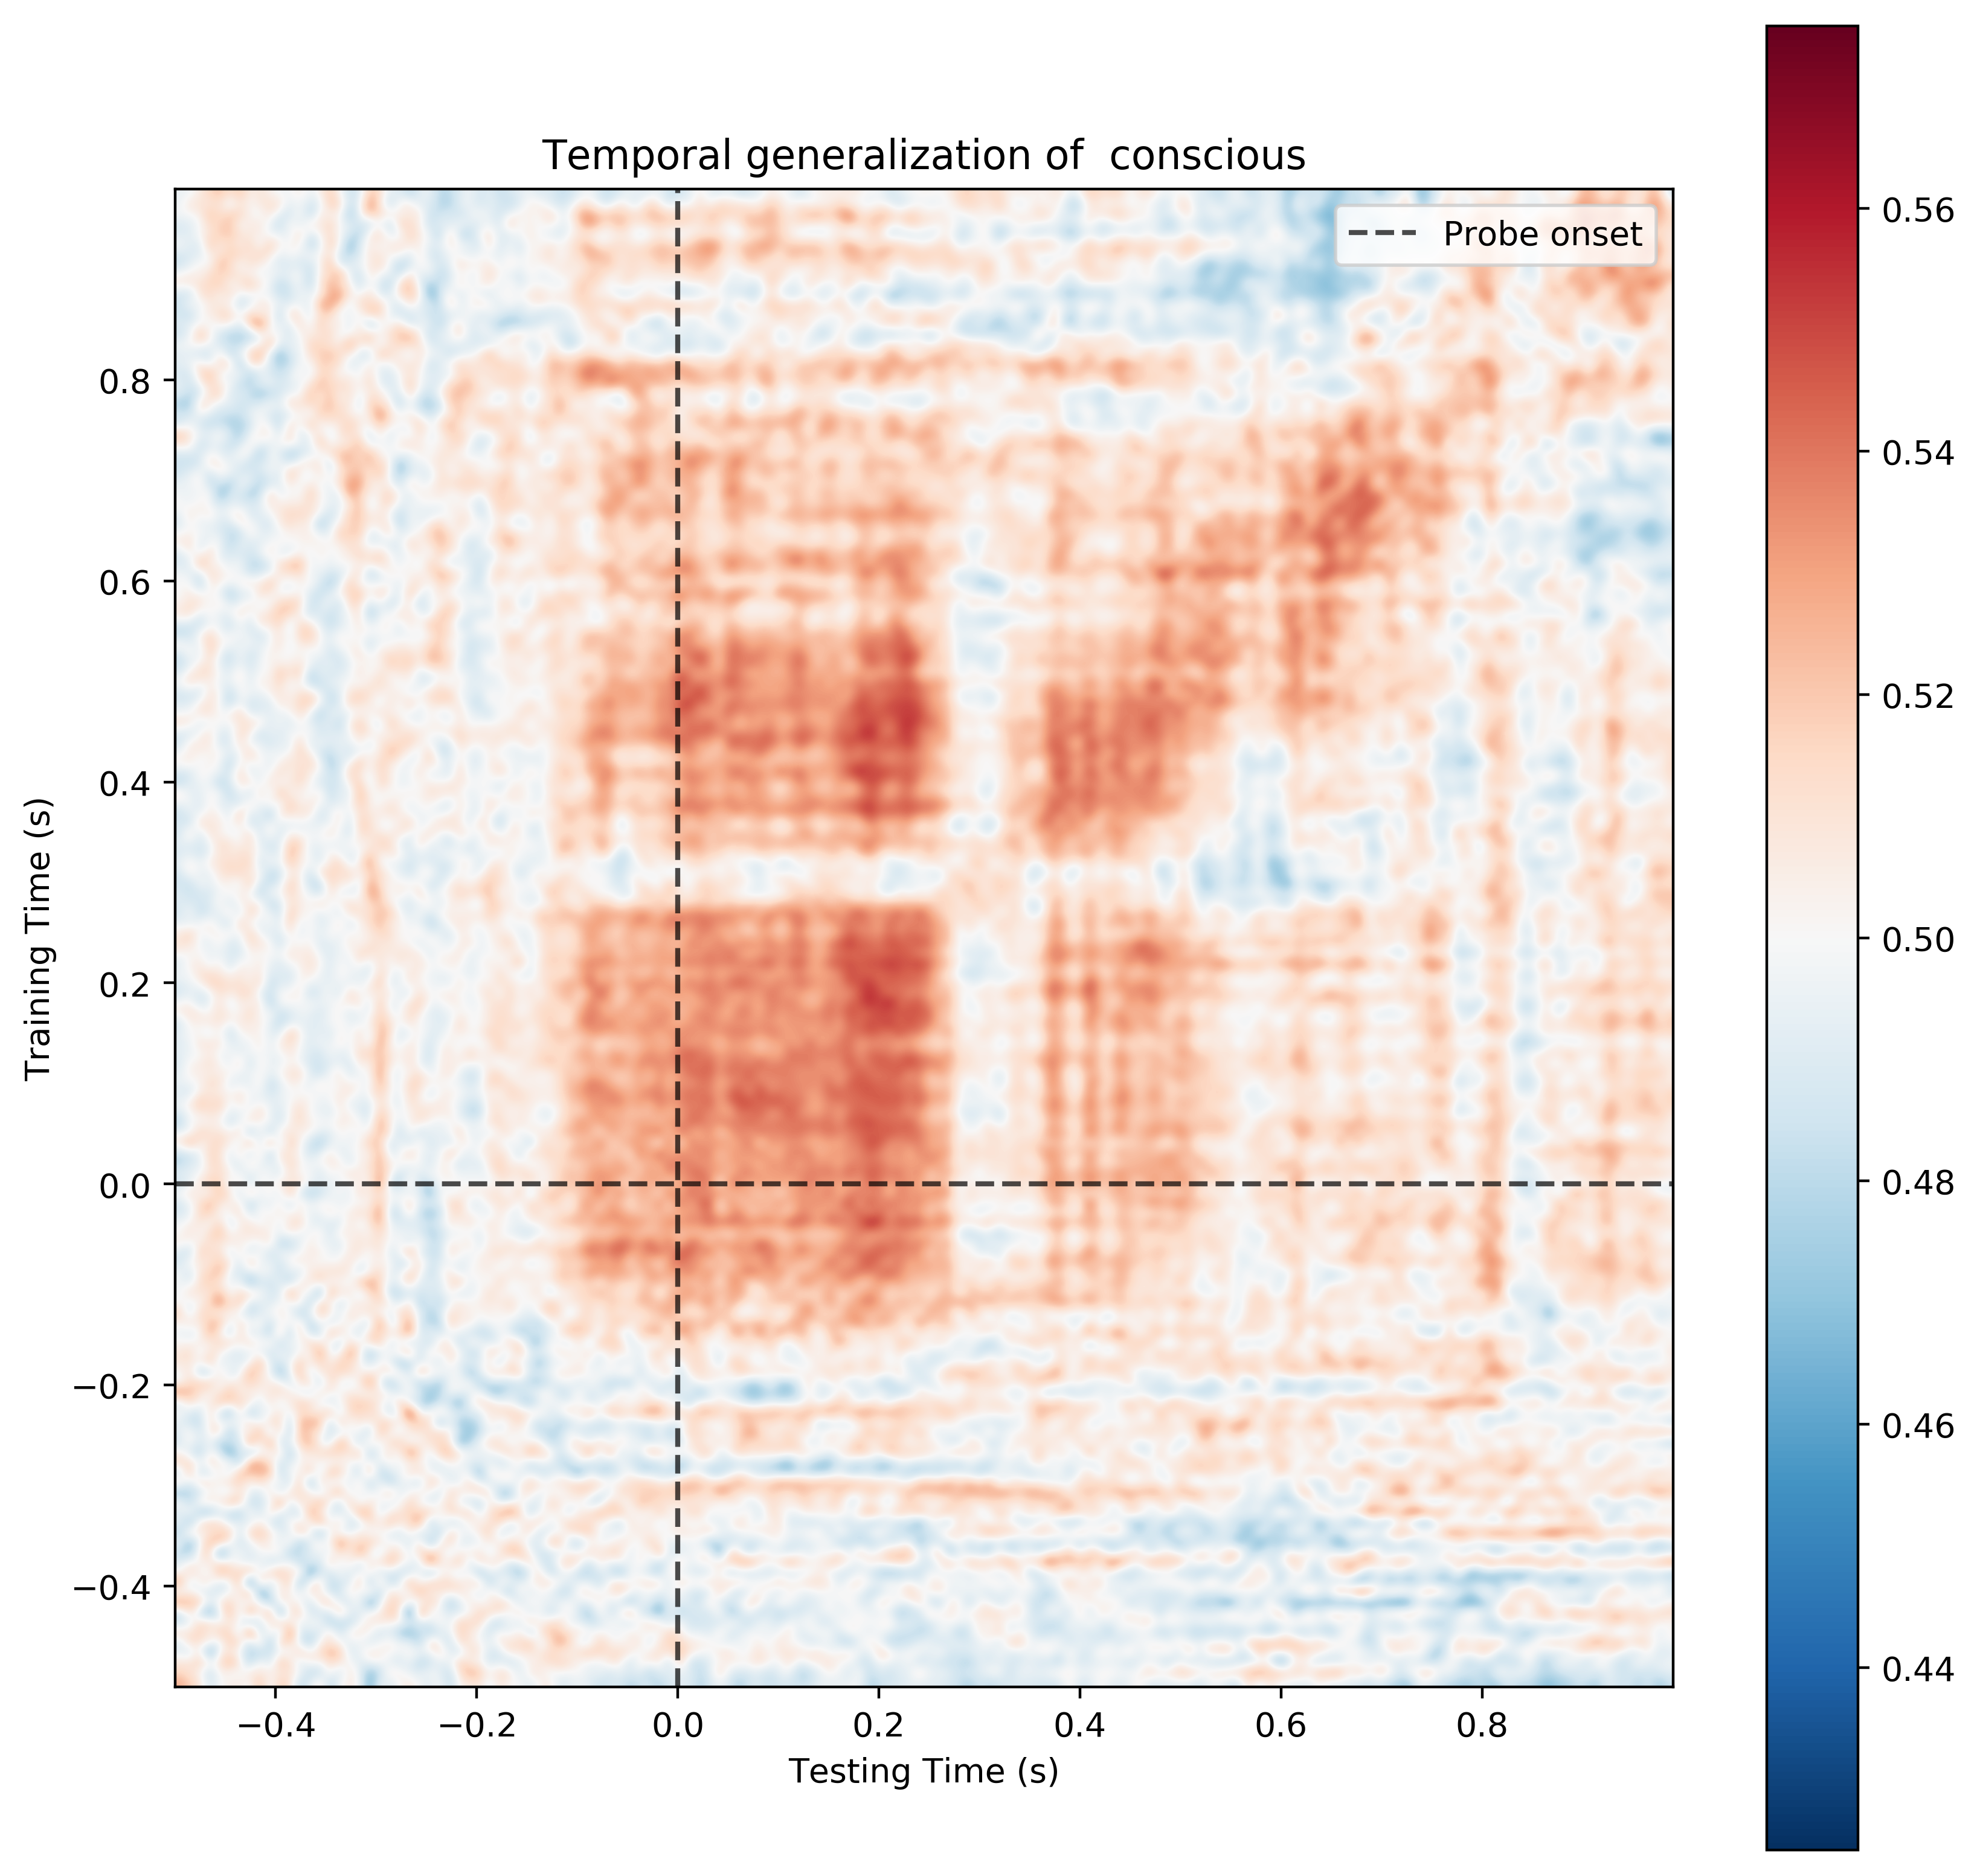 Temporal generalization of  conscious
Probe onset
Training Time (s)
0.8
0.6
0.4
0.2
0.0
−0.2
−0.4
−0.4 −0.2 0.0 0.2 0.4 0.6 0.8
Testing Time (s)
0.56
0.54
0.52
0.50
0.48
0.46
0.44